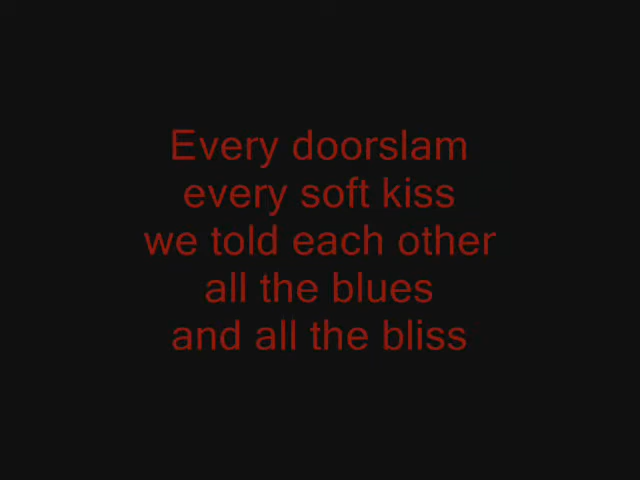 Every doorslam
every soft kiss
we told each other
all the blues
and all the bliss